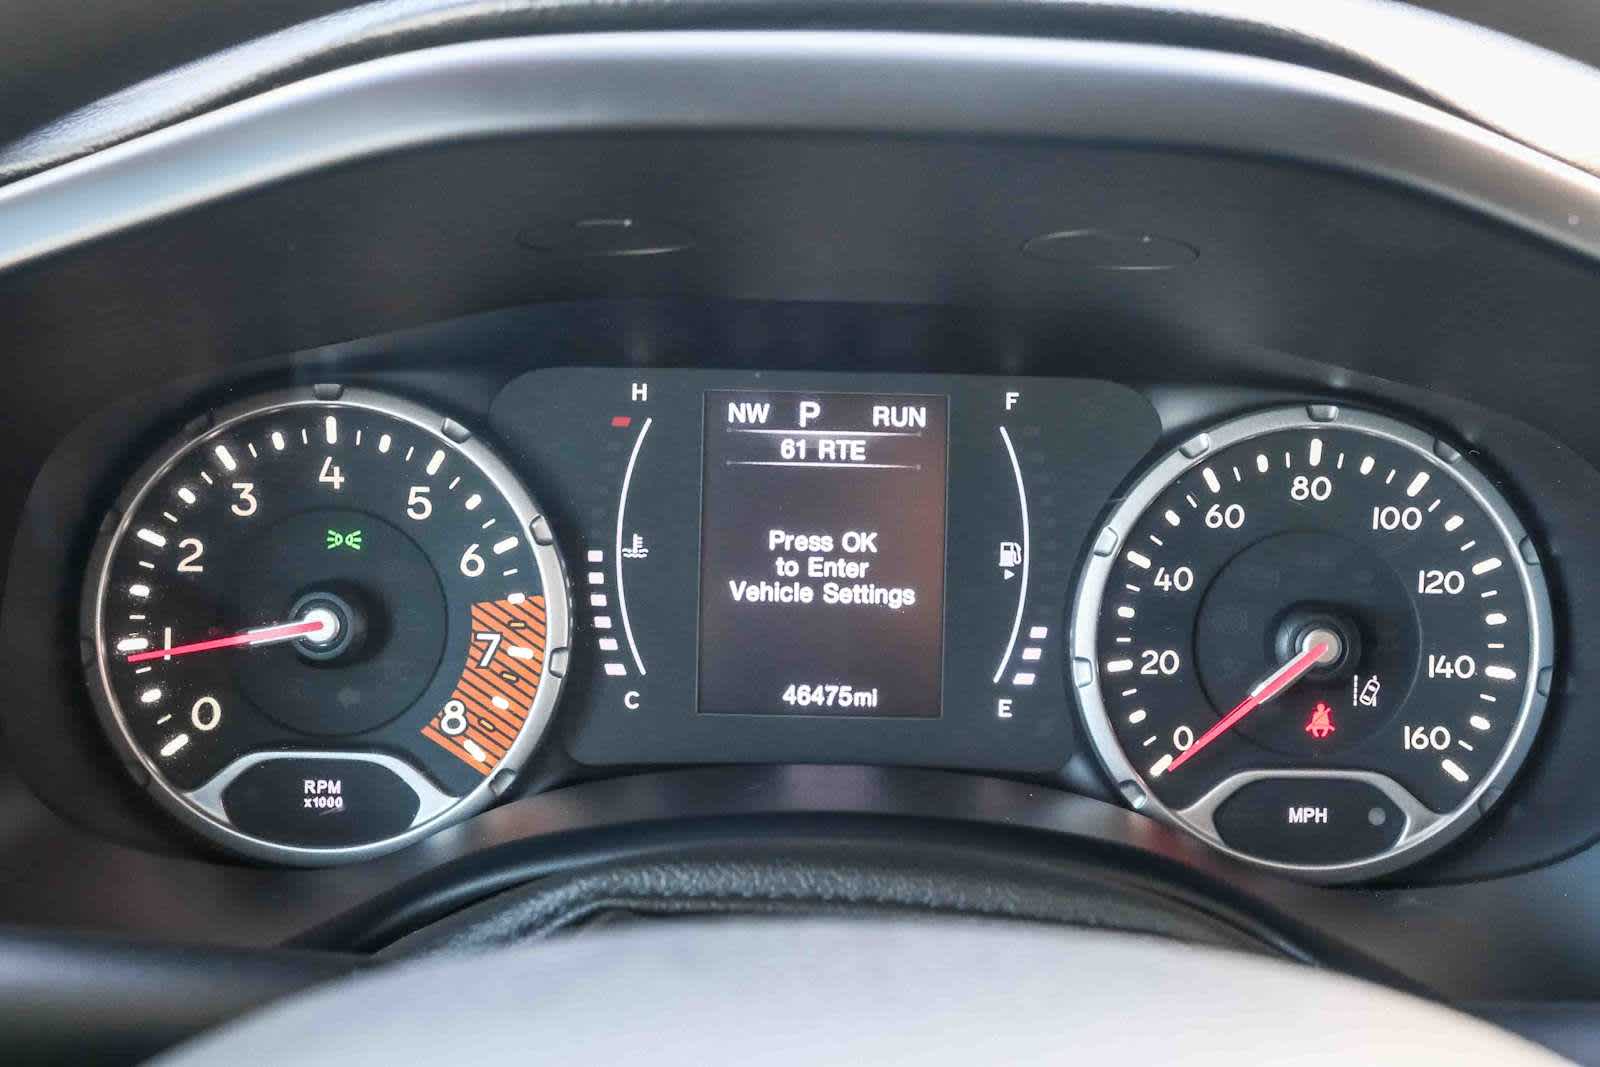 0
1
2
3
4
5
6
7
8
RPM
x1000
H
C
NW P RUN
61 RTE
Press OK
to Enter
Vehicle Settings
46475mi
F
E
0
20
40
60
80
100
120
140
160
MPH